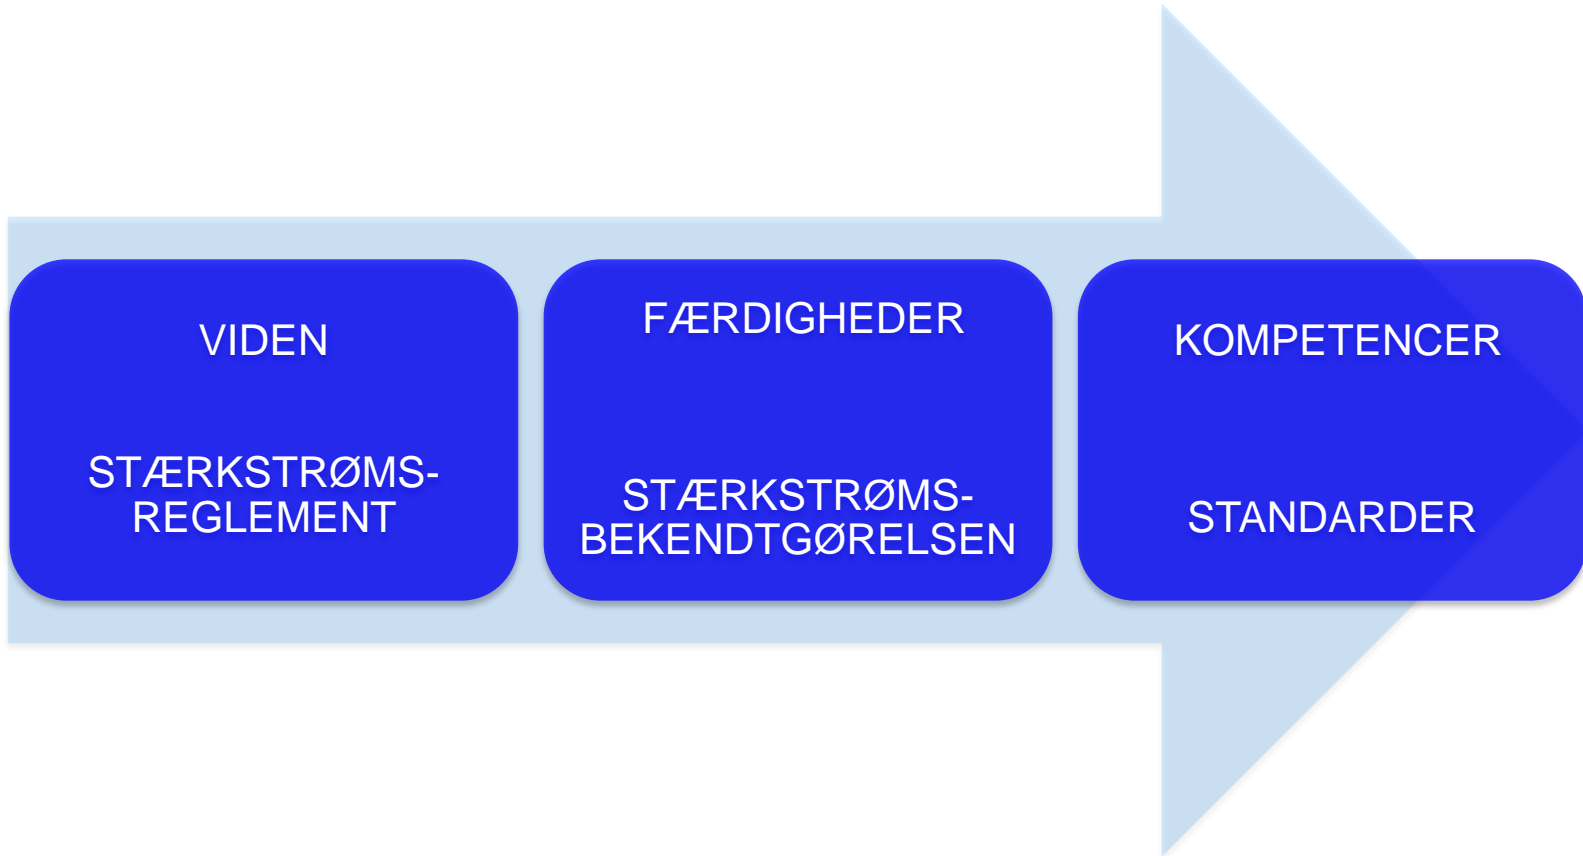 VIDEN
STÆRKSTRØMS-
REGLEMENT
FÆRDIGHEDER
STÆRKSTRØMS-
BEKENDTGØRELSEN
KOMPETENCER
STANDARDER